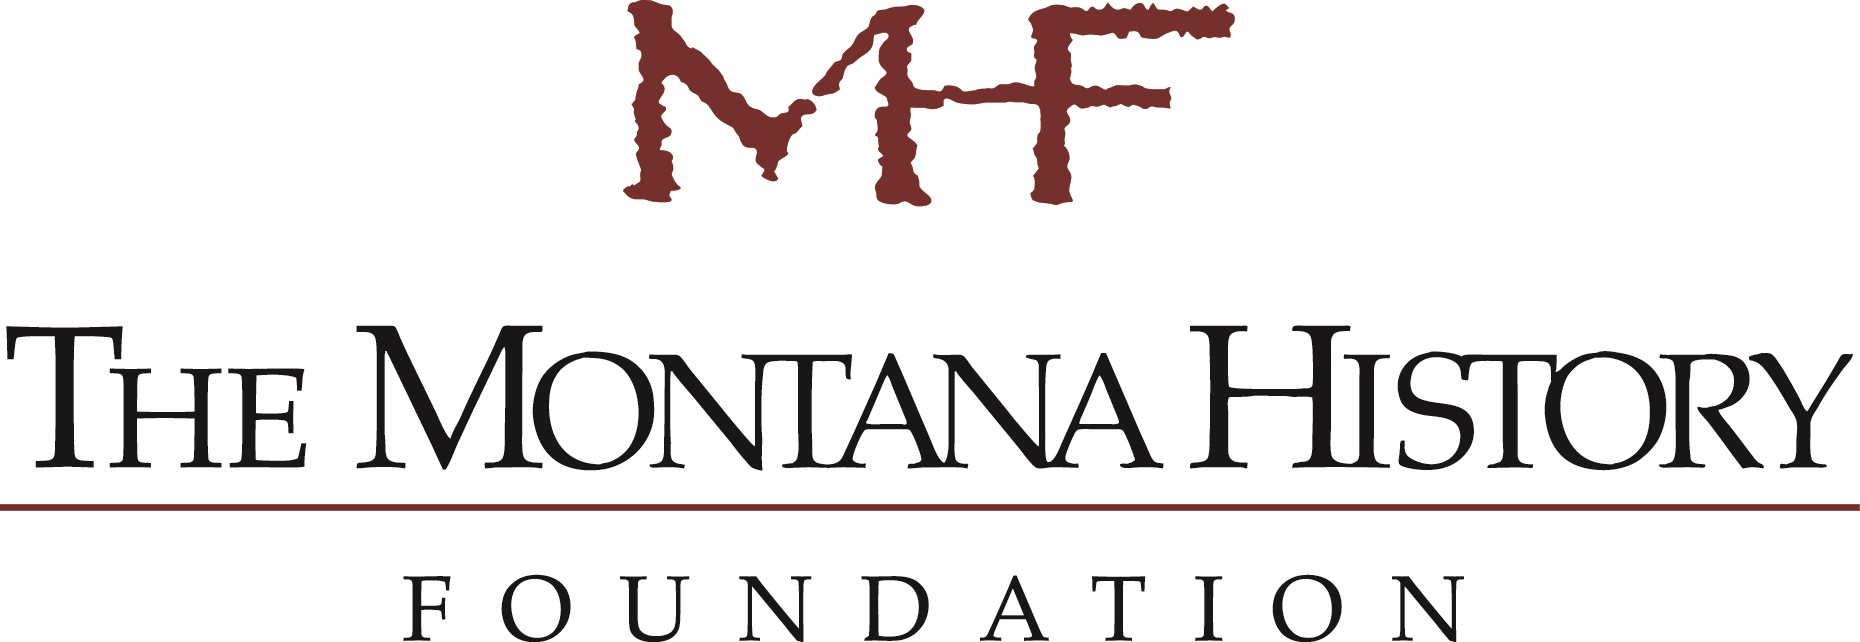 MHF
THE MONTANA HISTORY
FOUNDATION